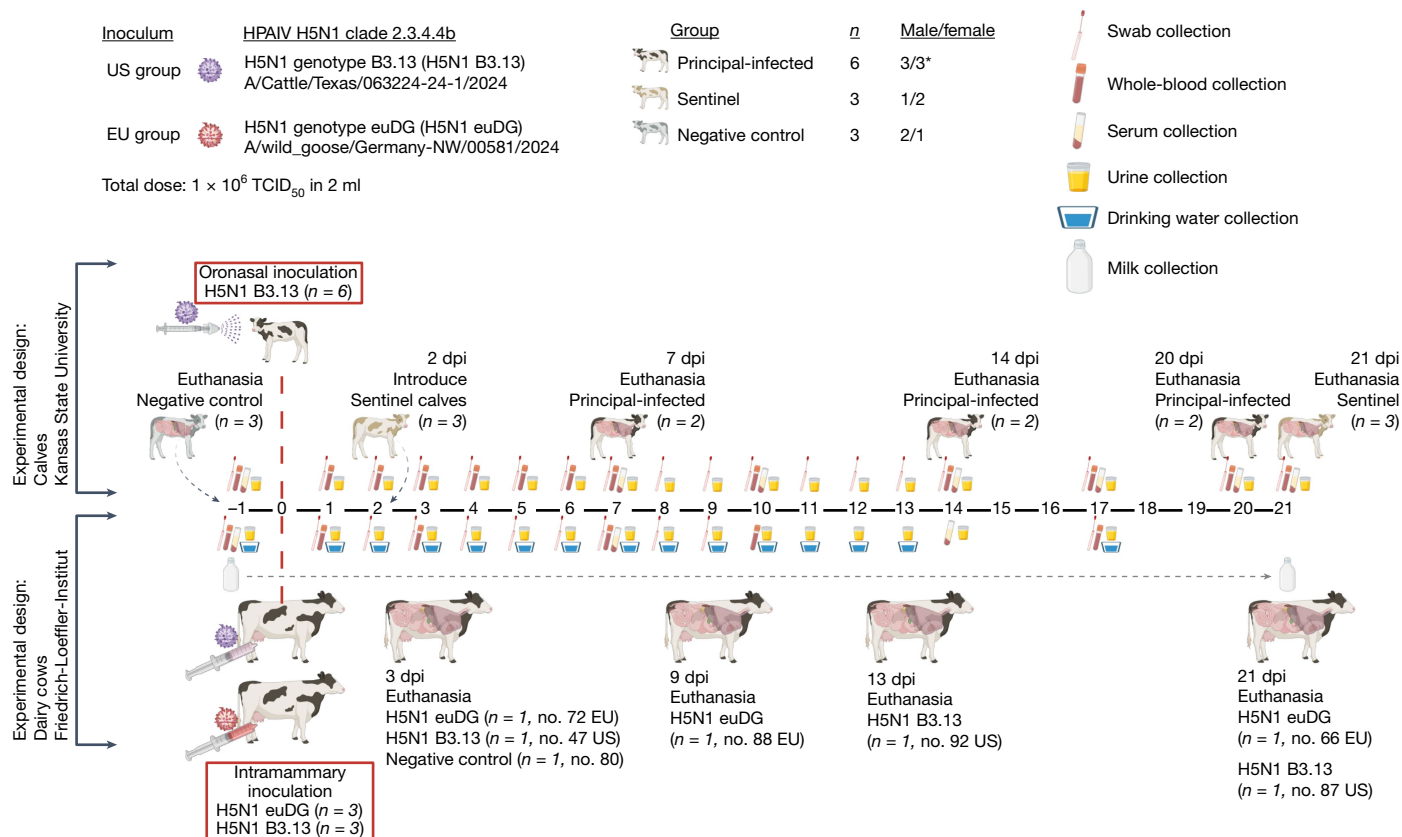 Inoculum HPAIV H5N1 clade 2.3.4.4b
US group H5N1 genotype B3.13 (H5N1 B3.13)
A/Cattle/Texas/063224-24-1/2024
EU group H5N1 genotype euDG (H5N1 euDG)
A/wild_goose/Germany-NW/00581/2024
Total dose: 1 × 10⁶ TCID₅₀ in 2 ml
Group n Male/female
Principal-infected 6 3/3*
Sentinel 3 1/2
Negative control 3 2/1
Swab collection
Whole-blood collection
Serum collection
Urine collection
Drinking water collection
Milk collection
Experimental design:
Calves
Kansas State University
Oronasal inoculation
H5N1 B3.13 (n = 6)
Euthanasia
Negative control
(n = 3)
2 dpi
Introduce
Sentinel calves
(n = 3)
7 dpi
Euthanasia
Principal-infected
(n = 2)
14 dpi
Euthanasia
Principal-infected
(n = 2)
20 dpi
Euthanasia
Principal-infected
(n = 2)
21 dpi
Euthanasia
Sentinel
(n = 3)
–1 0 1 2 3 4 5 6 7 8 9 10 11 12 13 14 15 16 17 18 19 20 21
Experimental design:
Dairy cows
Friedrich-Loeffler-Institut
Intramammary
inoculation
H5N1 euDG (n = 3)
H5N1 B3.13 (n = 3)
3 dpi
Euthanasia
H5N1 euDG (n = 1, no. 72 EU)
H5N1 B3.13 (n = 1, no. 47 US)
Negative control (n = 1, no. 80)
9 dpi
Euthanasia
H5N1 euDG
(n = 1, no. 88 EU)
13 dpi
Euthanasia
H5N1 B3.13
(n = 1, no. 92 US)
21 dpi
Euthanasia
H5N1 euDG
(n = 1, no. 66 EU)
H5N1 B3.13
(n = 1, no. 87 US)